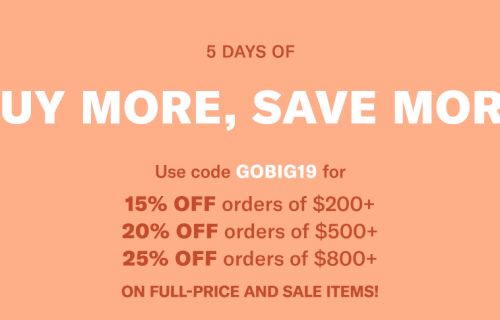 5 DAYS OF
UY MORE, SAVE MOR
Use code GOBIG19 for
15% OFF orders of $200+
20% OFF orders of $500+
25% OFF orders of $800+
ON FULL-PRICE AND SALE ITEMS!